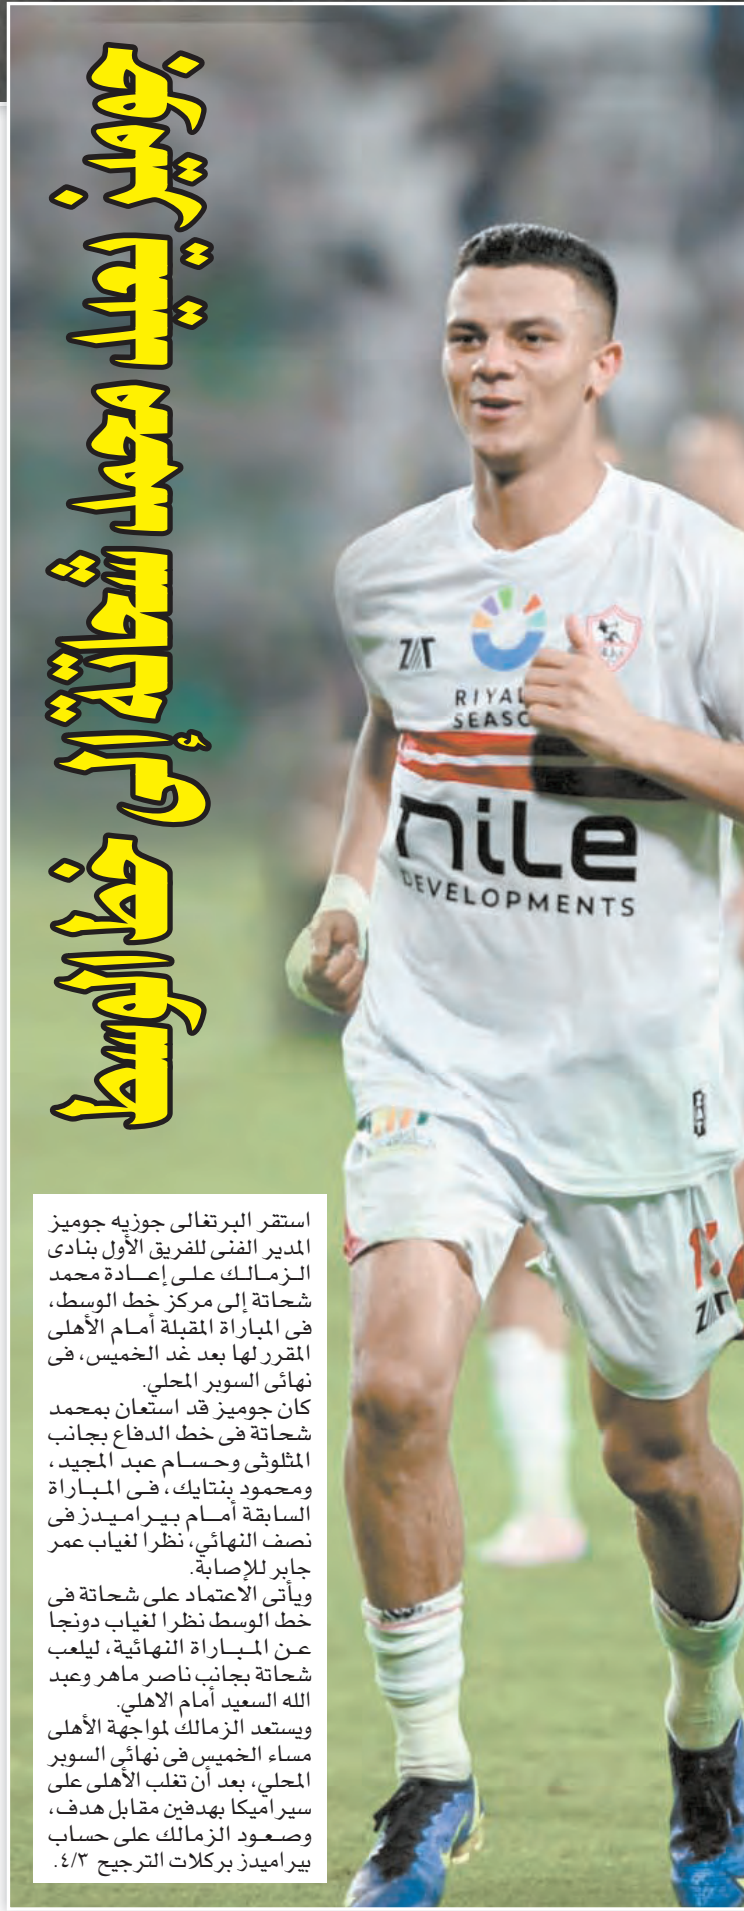 جوميز يعيد محمد شحاتة إلى خط الوسط
RIYAL
SEASO
nile
DEVELOPMENTS
استقر البرتغالى جوزيه جوميز
المدير الفنى للفريق الأول بنادى
الزمالك على إعادة محمد
شحاتة إلى مركز خط الوسط،
فى المباراة المقبلة أمام الأهلى
المقرر لها بعد غد الخميس، فى
نهائى السوبر المحلي.
كان جوميز قد استعان بمحمد
شحاتة فى خط الدفاع بجانب
المثلوثى وحسام عبد المجيد،
ومحمود بنتايك، فى المباراة
السابقة أمام بيراميدز فى
نصف النهائي، نظرا لغياب عمر
جابر للإصابة.
ويأتى الاعتماد على شحاتة فى
خط الوسط نظرا لغياب دونجا
عن المباراة النهائية، ليلعب
شحاتة بجانب ناصر ماهر وعبد
الله السعيد أمام الاهلي.
ويستعد الزمالك لمواجهة الأهلى
مساء الخميس فى نهائى السوبر
المحلي، بعد أن تغلب الأهلى على
سيراميكا بهدفين مقابل هدف،
وصعود الزمالك على حساب
بيراميدز بركلات الترجيح ٤/٣.